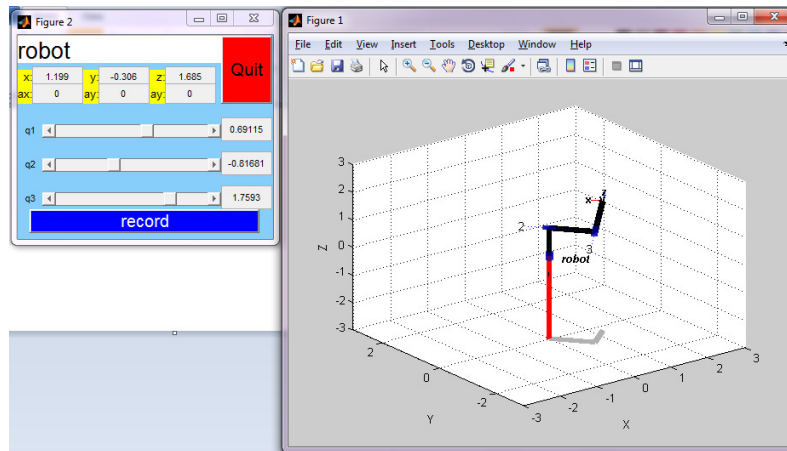 Figure 2
robot
Quit
x: 1.199 y: -0.306 z: 1.685
ax: 0 ay: 0 ay: 0
q1 0.69115
q2 -0.81681
q3 1.7593
record
Figure 1
File Edit View Insert Tools Desktop Window Help
3
2
1
0
-1
-2
-3
Z
2
0
-2
Y
-3
-2
-1
0
1
2
3
X
x
z
2
3
robot